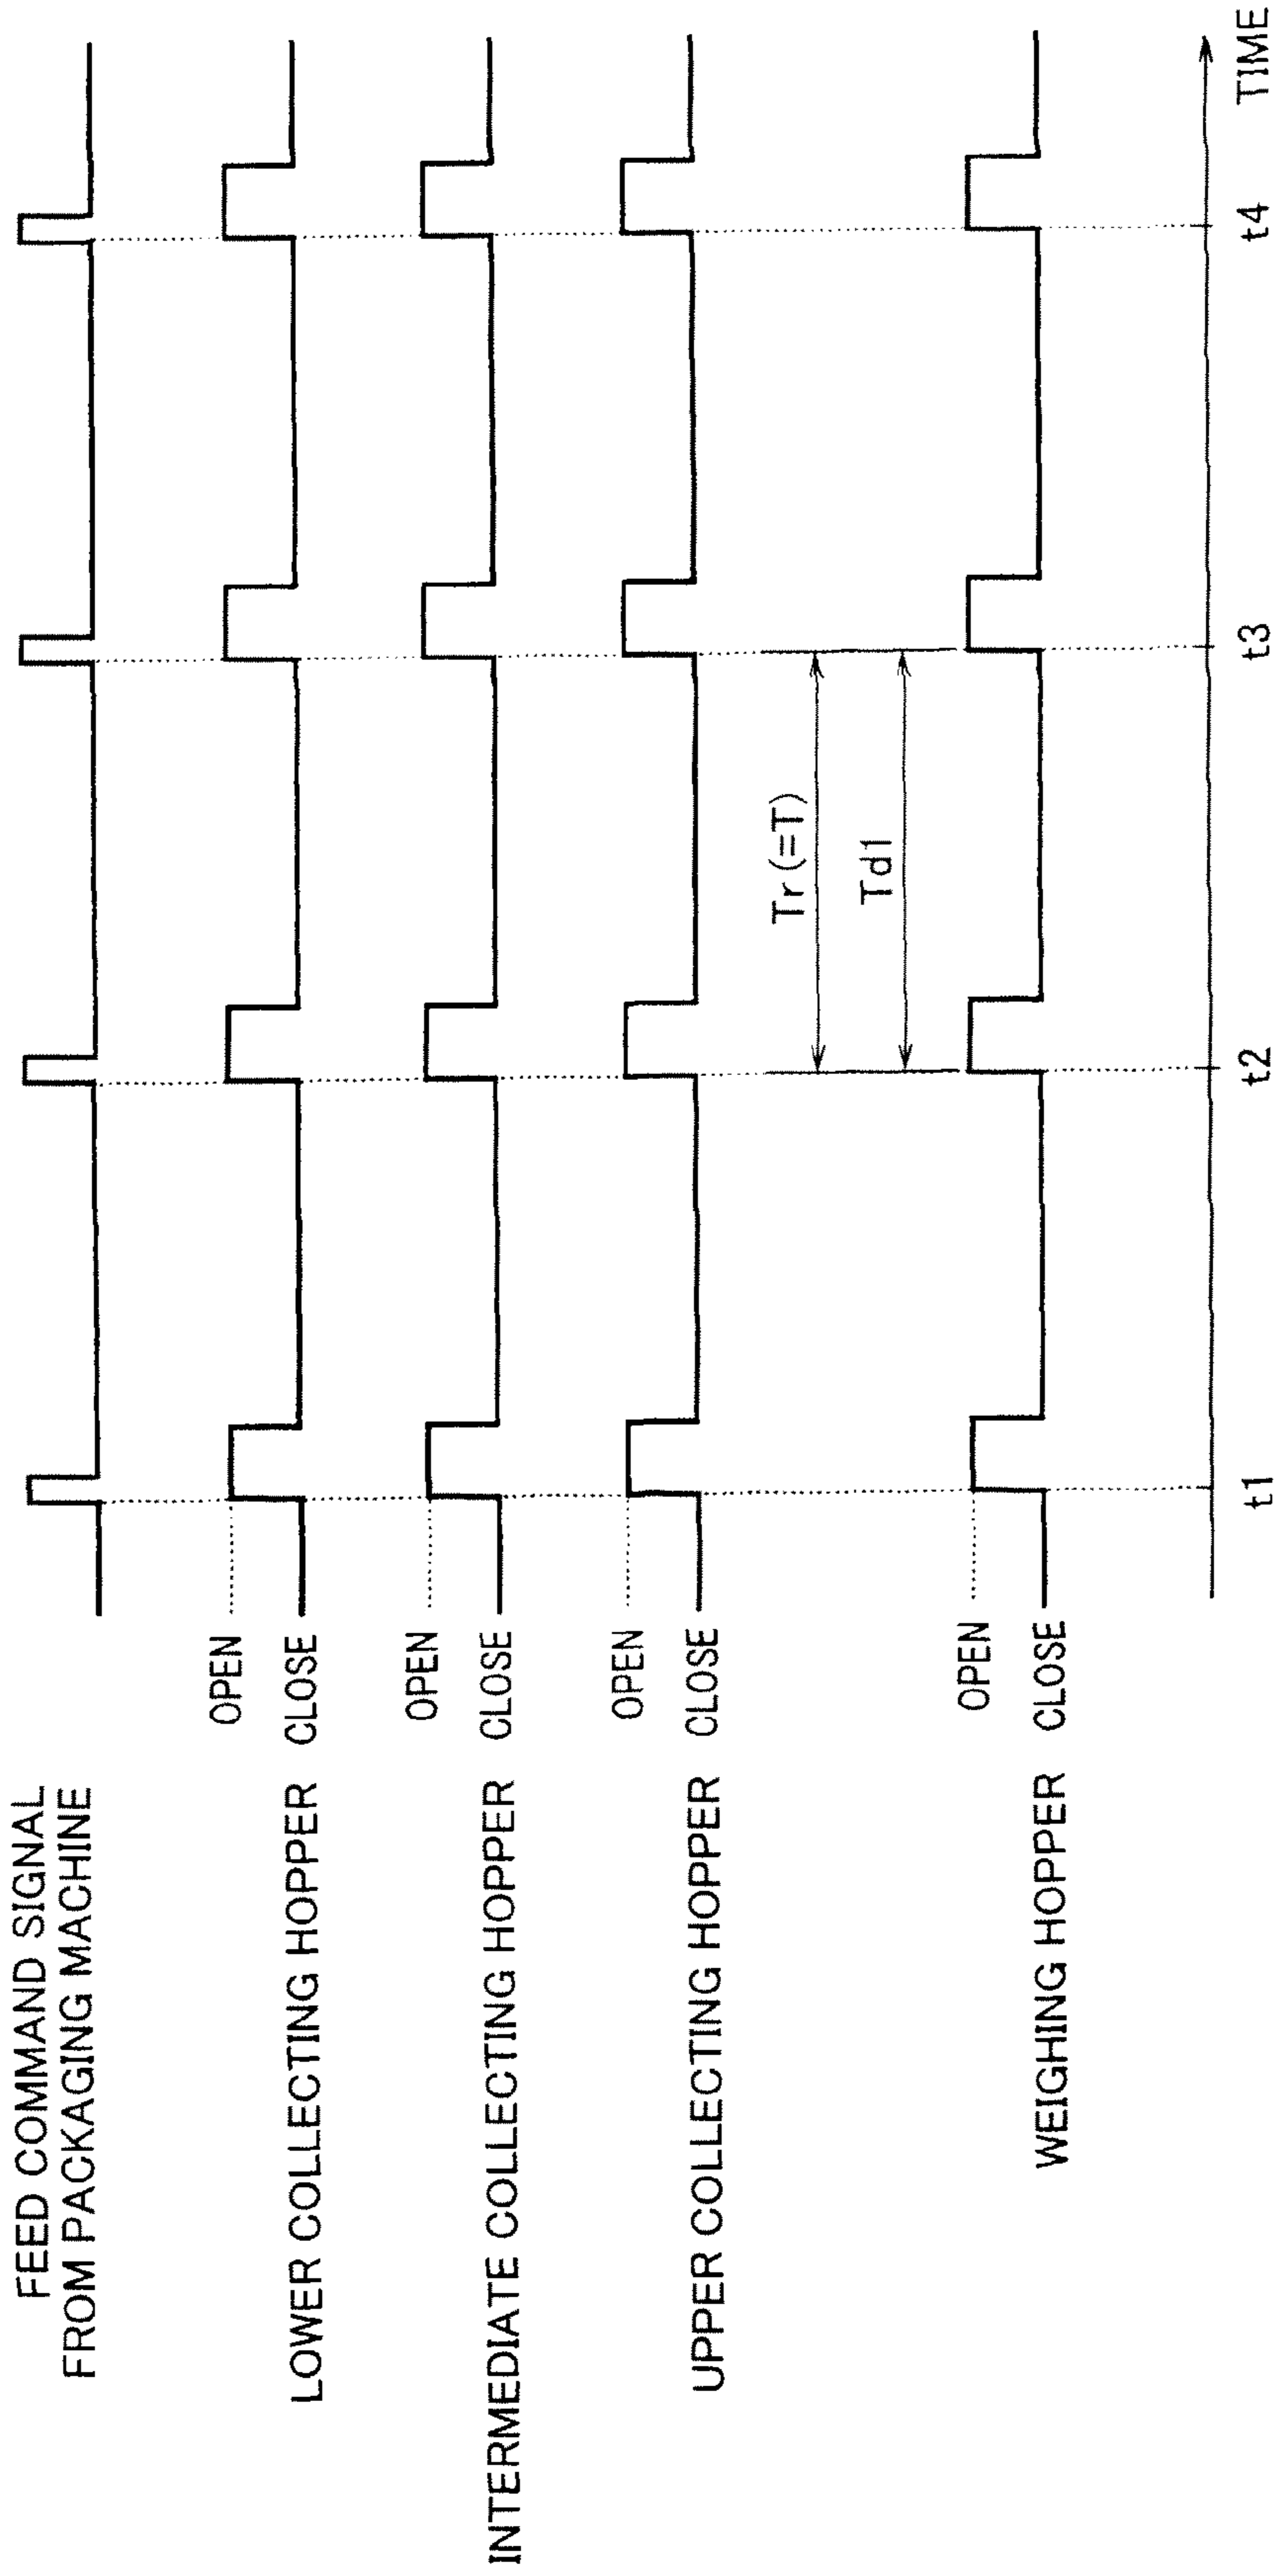 FEED COMMAND SIGNAL
FROM PACKAGING MACHINE
OPEN
LOWER COLLECTING HOPPER CLOSE
OPEN
INTERMEDIATE COLLECTING HOPPER CLOSE
OPEN
UPPER COLLECTING HOPPER CLOSE
Tr(=T)
Td1
OPEN
WEIGHING HOPPER CLOSE
t1 t2 t3 t4 TIME